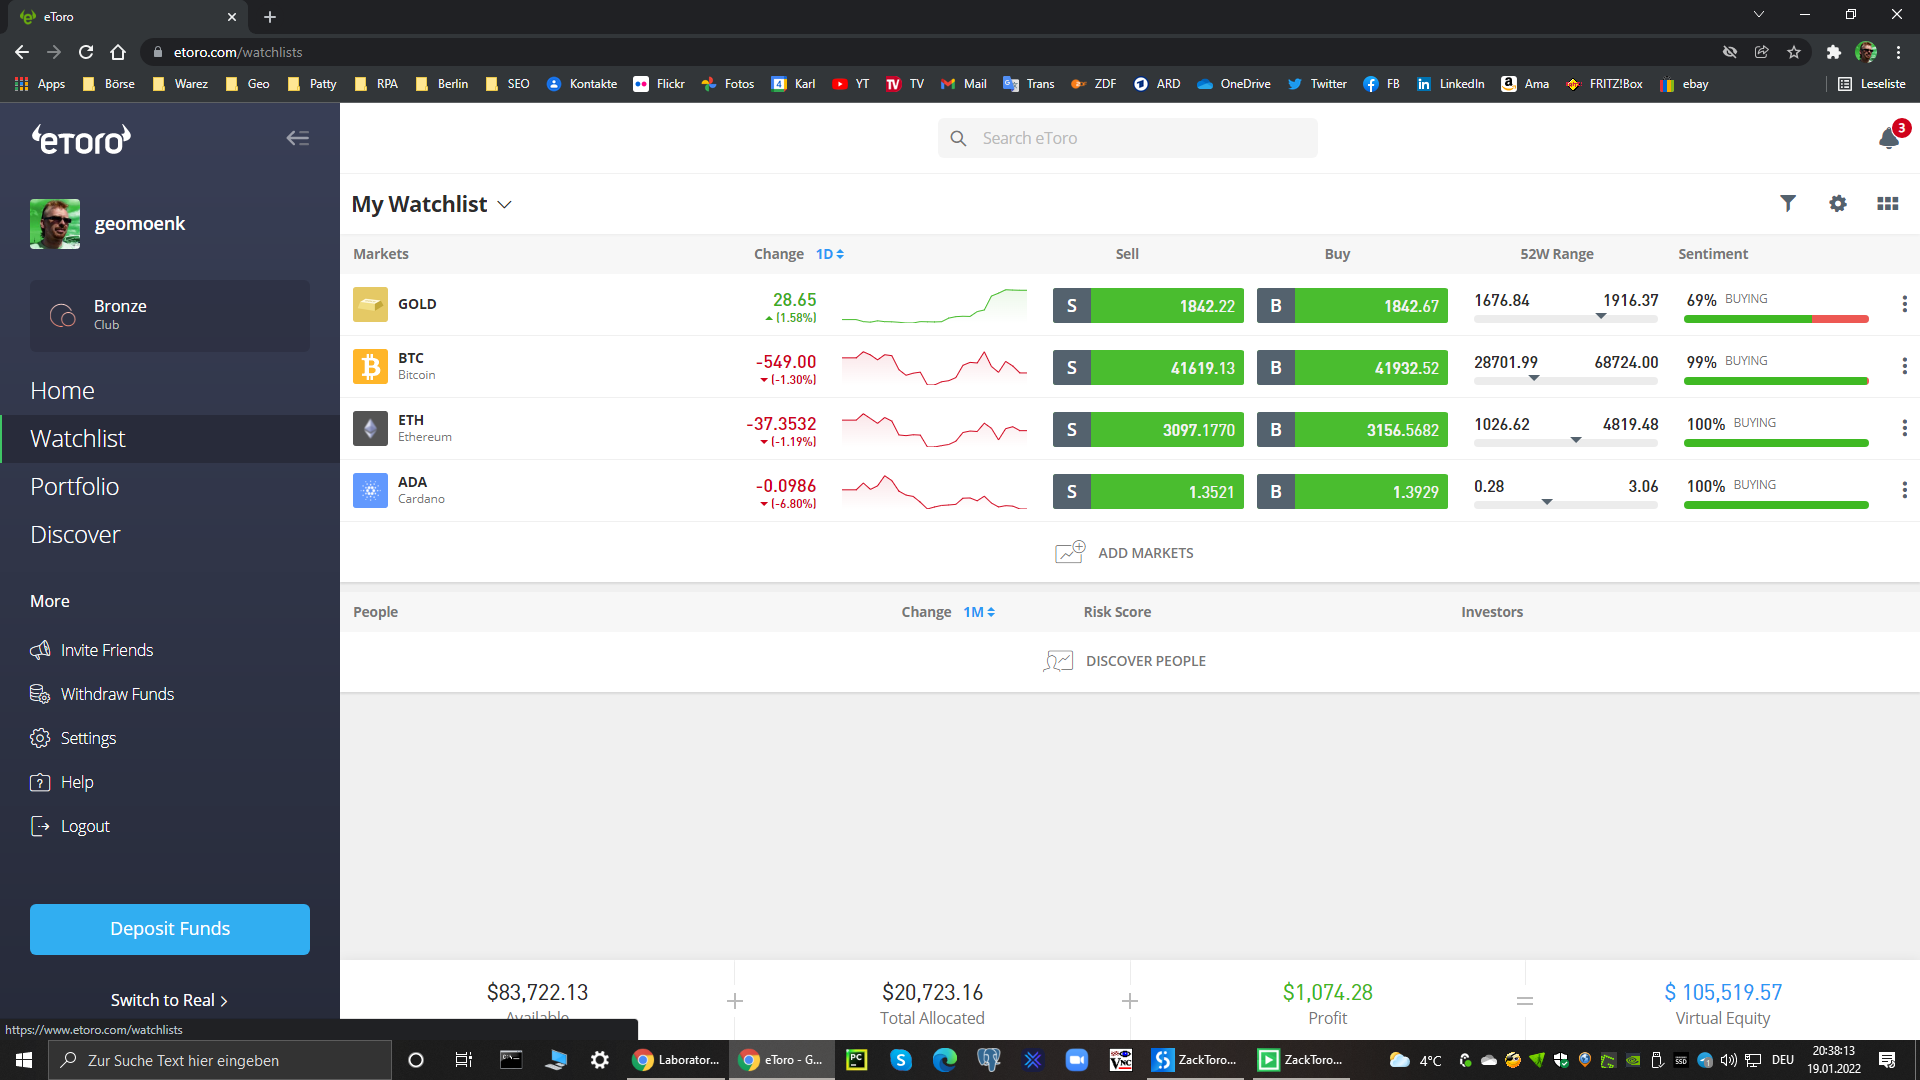 eToro
etoro.com/watchlists
Apps Börse Warez Geo Patty RPA Berlin SEO Kontakte Flickr Fotos Karl YT TV Mail Trans ZDF ARD OneDrive Twitter FB LinkedIn Ama FRITZ!Box ebay Leseliste
eToro
Search eToro
3
geomoenk
My Watchlist
Bronze
Club
Markets Change 1D Sell Buy 52W Range Sentiment
GOLD 28.65 (1.58%) S 1842.22 B 1842.67 1676.84 1916.37 69% BUYING
BTC Bitcoin -549.00 (-1.30%) S 41619.13 B 41932.52 28701.99 68724.00 99% BUYING
ETH Ethereum -37.3532 (-1.19%) S 3097.1770 B 3156.5682 1026.62 4819.48 100% BUYING
ADA Cardano -0.0986 (-6.80%) S 1.3521 B 1.3929 0.28 3.06 100% BUYING
ADD MARKETS
People Change 1M Risk Score Investors
DISCOVER PEOPLE
Home
Watchlist
Portfolio
Discover
More
Invite Friends
Withdraw Funds
Settings
Help
Logout
Deposit Funds
Switch to Real
$83,722.13 + $20,723.16 + $1,074.28 = $ 105,519.57
Available Total Allocated Profit Virtual Equity
https://www.etoro.com/watchlists
Zur Suche Text hier eingeben
Laborator... eToro - G... ZackToro... ZackToro...
4°C DEU 20:38:13
19.01.2022